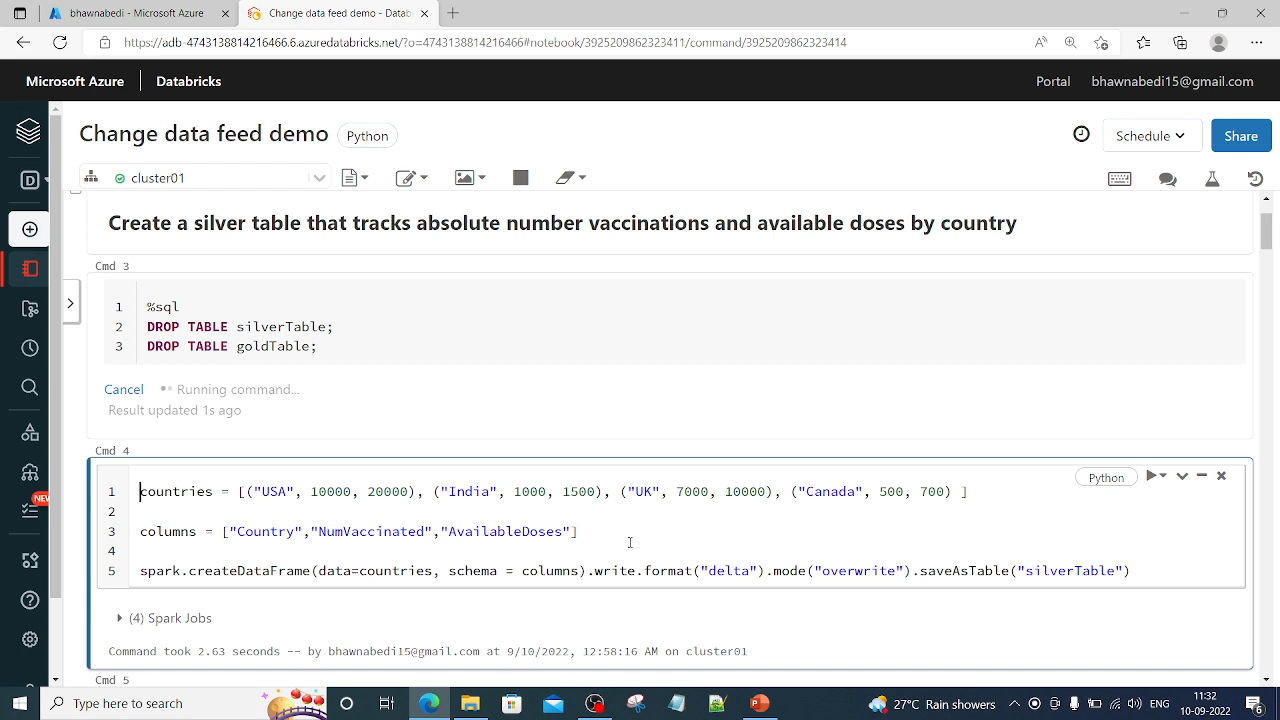 bhawnabedi - Microsoft Azure
Change data feed demo - Datab
https://adb-4743138814216466.6.azuredatabricks.net/?o=4743138814216466#notebook/3925209862323411/command/3925209862323414
Microsoft Azure
Databricks
Portal
bhawnabedi15@gmail.com
Change data feed demo
Python
Schedule
Share
D
cluster01
Create a silver table that tracks absolute number vaccinations and available doses by country
Cmd 3
1 %sql
2 DROP TABLE silverTable;
3 DROP TABLE goldTable;
Cancel
Running command...
Result updated 1s ago
Cmd 4
Python
1 countries = [("USA", 10000, 20000), ("India", 1000, 1500), ("UK", 7000, 10000), ("Canada", 500, 700) ]
2
3 columns = ["Country","NumVaccinated","AvailableDoses"]
4
5 spark.createDataFrame(data=countries, schema = columns).write.format("delta").mode("overwrite").saveAsTable("silverTable")
NEW
(4) Spark Jobs
Command took 2.63 seconds -- by bhawnabedi15@gmail.com at 9/10/2022, 12:58:16 AM on cluster01
Cmd 5
Type here to search
27°C Rain showers
ENG
11:32
10-09-2022
6